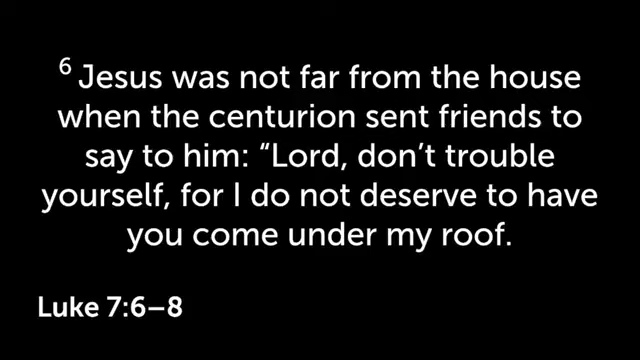 6 Jesus was not far from the house
when the centurion sent friends to
say to him: “Lord, don’t trouble
yourself, for I do not deserve to have
you come under my roof.
Luke 7:6–8